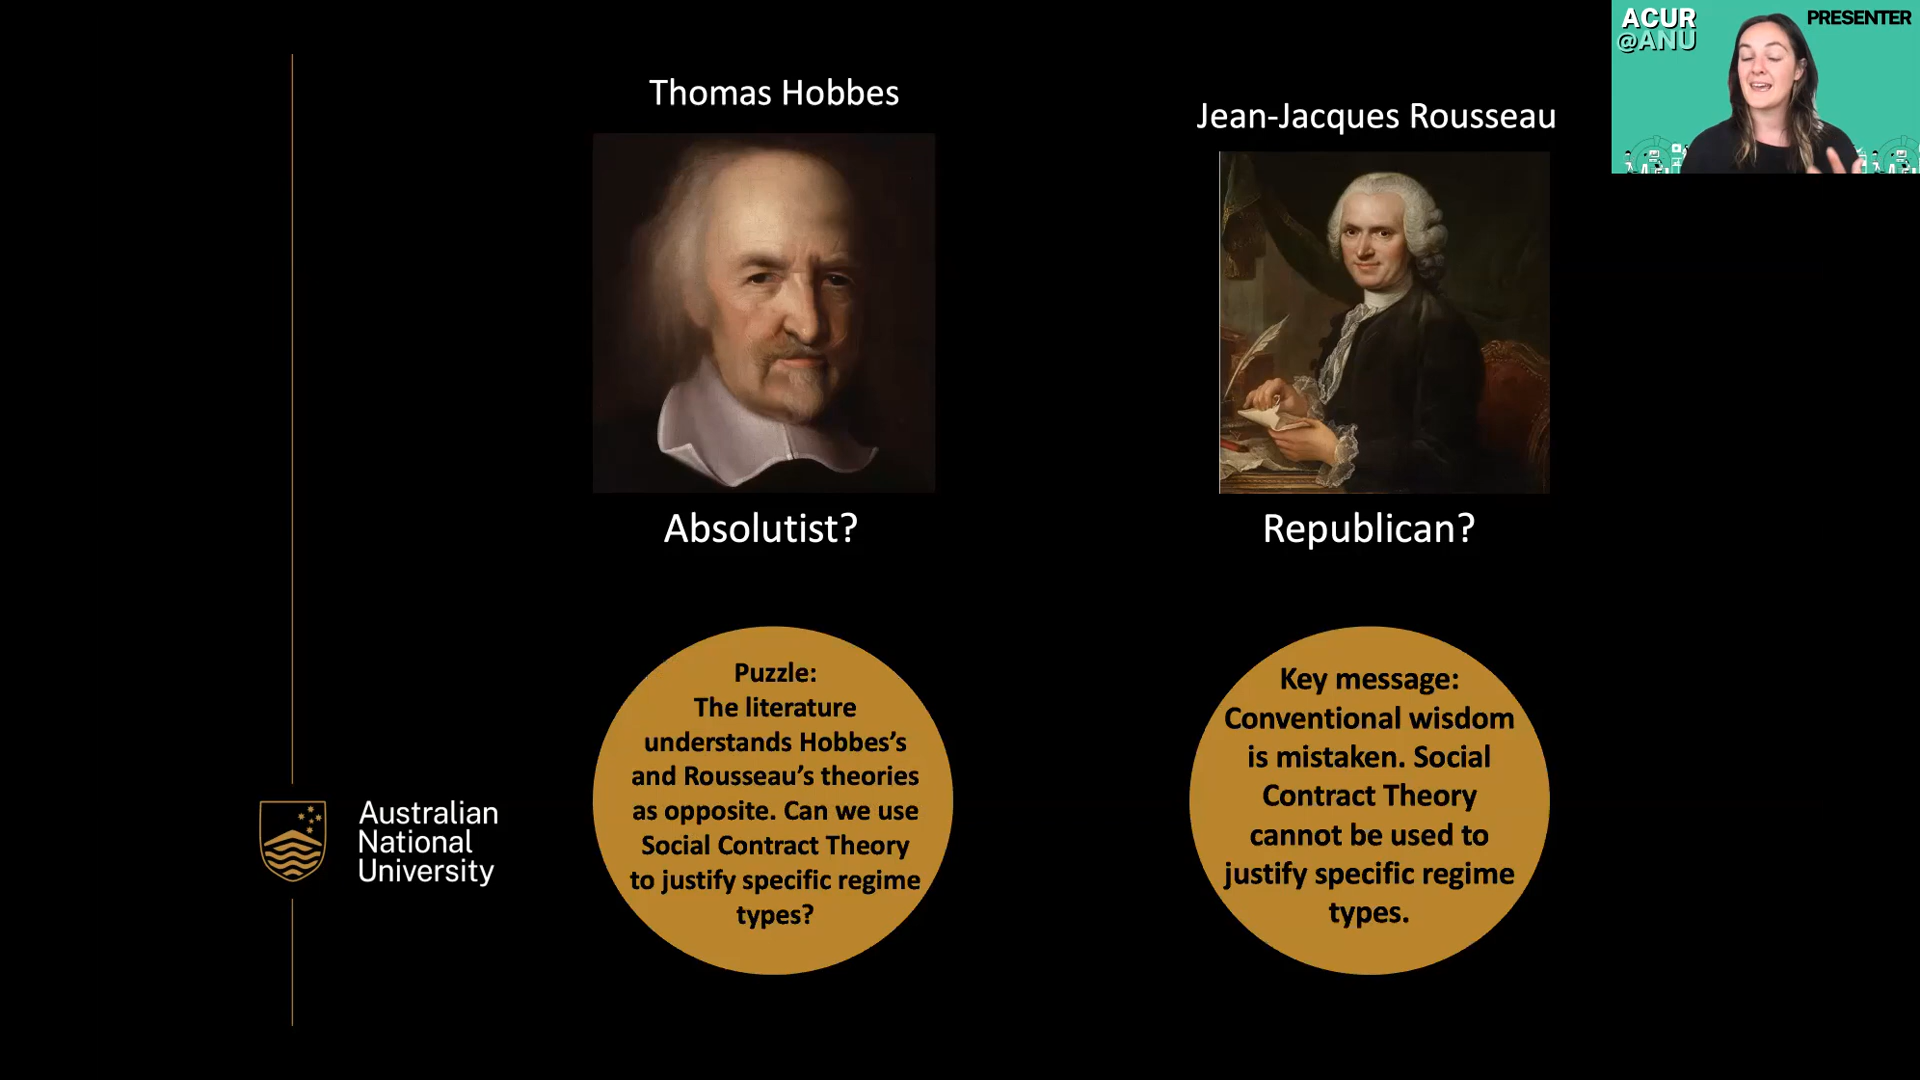 Thomas Hobbes
Jean-Jacques Rousseau
ACUR
@ANU
PRESENTER
Absolutist?
Republican?
Puzzle:
The literature
understands Hobbes’s
and Rousseau’s theories
as opposite. Can we use
Social Contract Theory
to justify specific regime
types?
Key message:
Conventional wisdom
is mistaken. Social
Contract Theory
cannot be used to
justify specific regime
types.
Australian
National
University